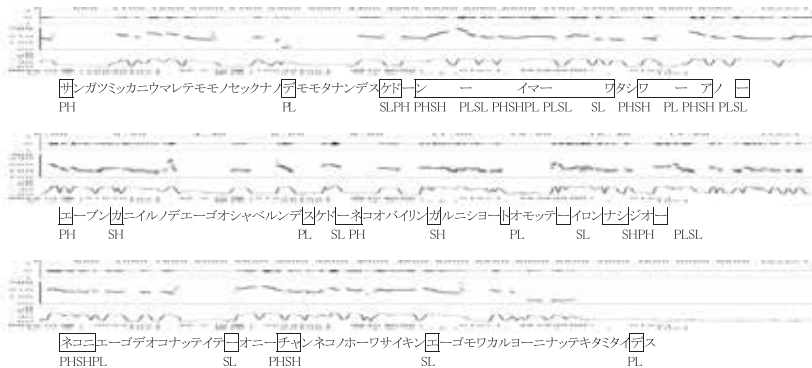 サンガツミッカニウマレテモモノセックナノデモモタナンデスケドーンーイマーワタシワーアノー
PH PL SLPH PHSH PLSL PHSHPL PLSL SL PHSH PL PHSH PLSL
エーブンカニイルノデエーゴオシャベルンデスケドーネコオバイリンガルニショートオモッテーイロンナシジオー
PH SH PL SL PH SH PL SL SHPH PLSL
ネコニエーゴデオコナッテイテーオニーチャンネコノホーワサイキンエーゴモワカルヨーニナッテキタミタイデス
PHSHPL SL PHSH SL PL